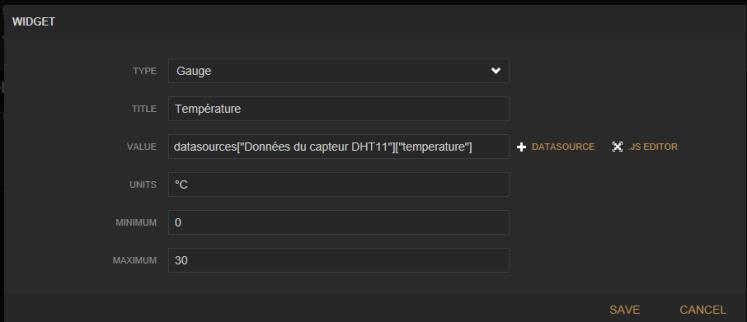 WIDGET
TYPE Gauge
TITLE Température
VALUE datasources["Données du capteur DHT11"]["temperature"] DATASOURCE .JS EDITOR
UNITS °C
MINIMUM 0
MAXIMUM 30
SAVE CANCEL